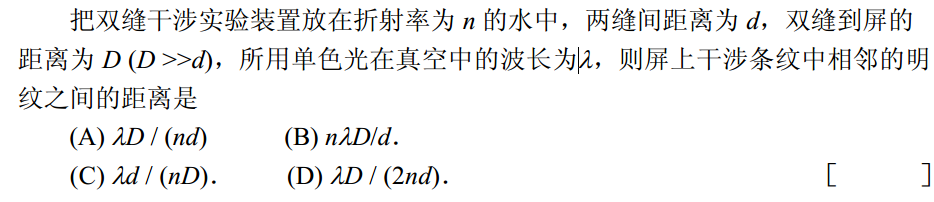 把双缝干涉实验装置放在折射率为 n 的水中，两缝间距离为 d，双缝到屏的
距离为 D (D >>d)，所用单色光在真空中的波长为λ，则屏上干涉条纹中相邻的明
纹之间的距离是
(A) λD / (nd) (B) nλD/d．
(C) λd / (nD)． (D) λD / (2nd)． [ ]